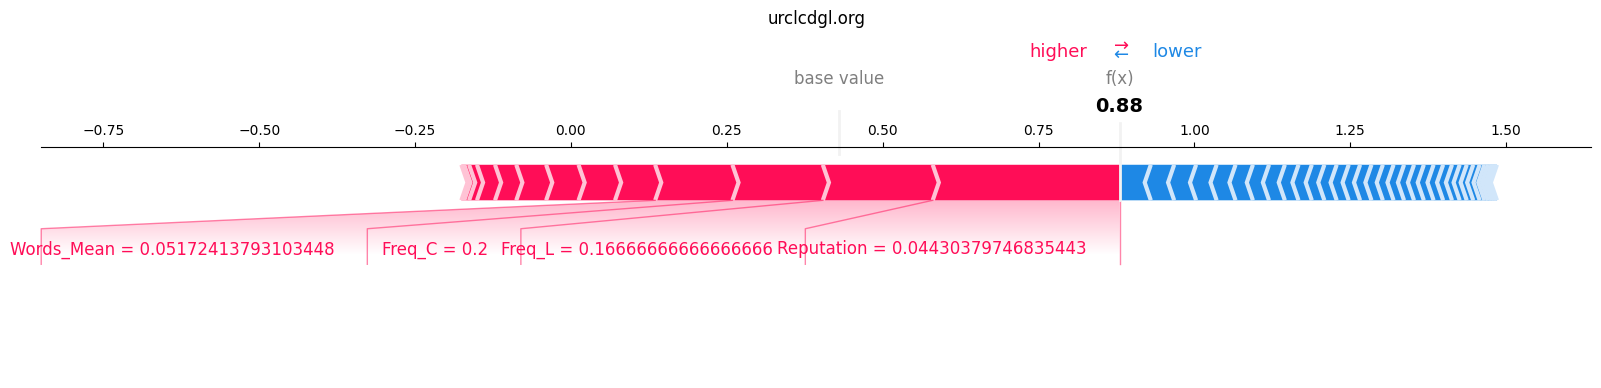 urclcdgl.org
higher → ← lower
base value f(x)
0.88
−0.75 −0.50 −0.25 0.00 0.25 0.50 0.75 1.00 1.25 1.50
Words_Mean = 0.05172413793103448 Freq_C = 0.2 Freq_L = 0.16666666666666666 Reputation = 0.04430379746835443